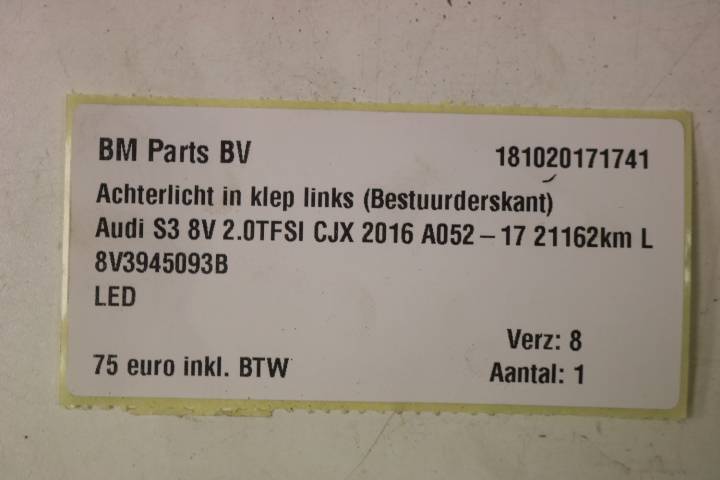 BM Parts BV 181020171741
Achterlicht in klep links (Bestuurderskant)
Audi S3 8V 2.0TFSI CJX 2016 A052 – 17 21162km L
8V3945093B
LED
Verz: 8
75 euro inkl. BTW Aantal: 1